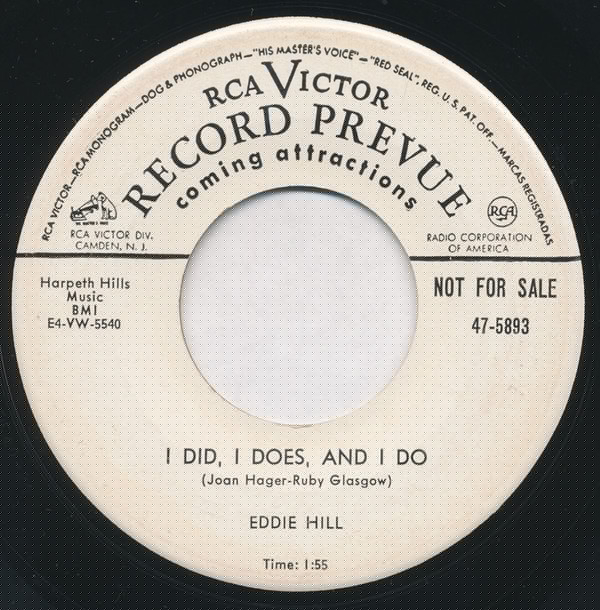 RCA VICTOR—RCA MONOGRAM—DOG & PHONOGRAPH—"HIS MASTER'S VOICE"—"RED SEAL", REG. U. S. PAT. OFF.—MARCAS REGISTRADAS
RCA VICTOR
RECORD PREVUE
coming attractions
RCA VICTOR DIV.
CAMDEN, N. J.
RCA
RADIO CORPORATION
OF AMERICA
Harpeth Hills
Music
BMI
E4-VW-5540
NOT FOR SALE
47-5893
I DID, I DOES, AND I DO
(Joan Hager-Ruby Glasgow)
EDDIE HILL
Time: 1:55